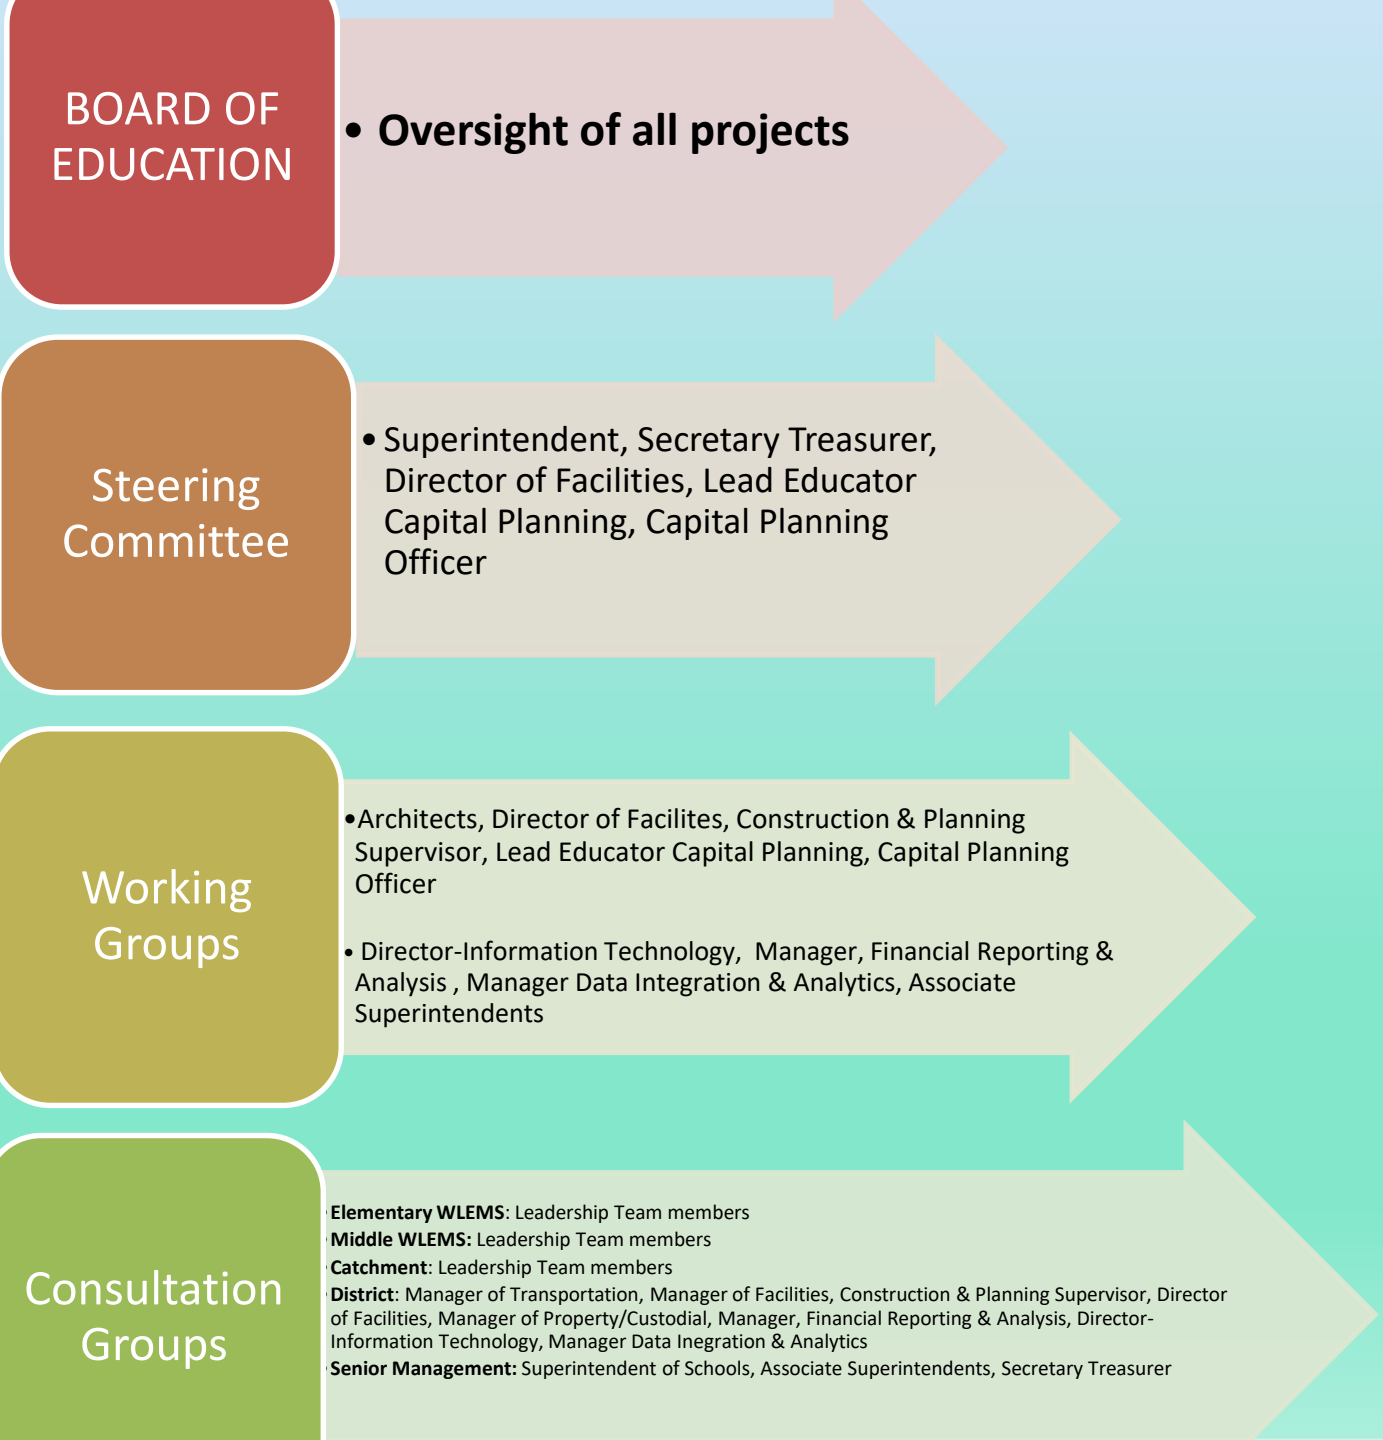 BOARD OF
EDUCATION
• Oversight of all projects
Steering
Committee
• Superintendent, Secretary Treasurer,
Director of Facilities, Lead Educator
Capital Planning, Capital Planning
Officer
Working
Groups
•Architects, Director of Facilites, Construction & Planning
Supervisor, Lead Educator Capital Planning, Capital Planning
Officer
• Director-Information Technology,  Manager, Financial Reporting &
Analysis , Manager Data Integration & Analytics, Associate
Superintendents
Consultation
Groups
•Elementary WLEMS: Leadership Team members
•Middle WLEMS: Leadership Team members
•Catchment: Leadership Team members
•District: Manager of Transportation, Manager of Facilities, Construction & Planning Supervisor, Director
of Facilities, Manager of Property/Custodial, Manager, Financial Reporting & Analysis, Director-
Information Technology, Manager Data Inegration & Analytics
•Senior Management: Superintendent of Schools, Associate Superintendents, Secretary Treasurer